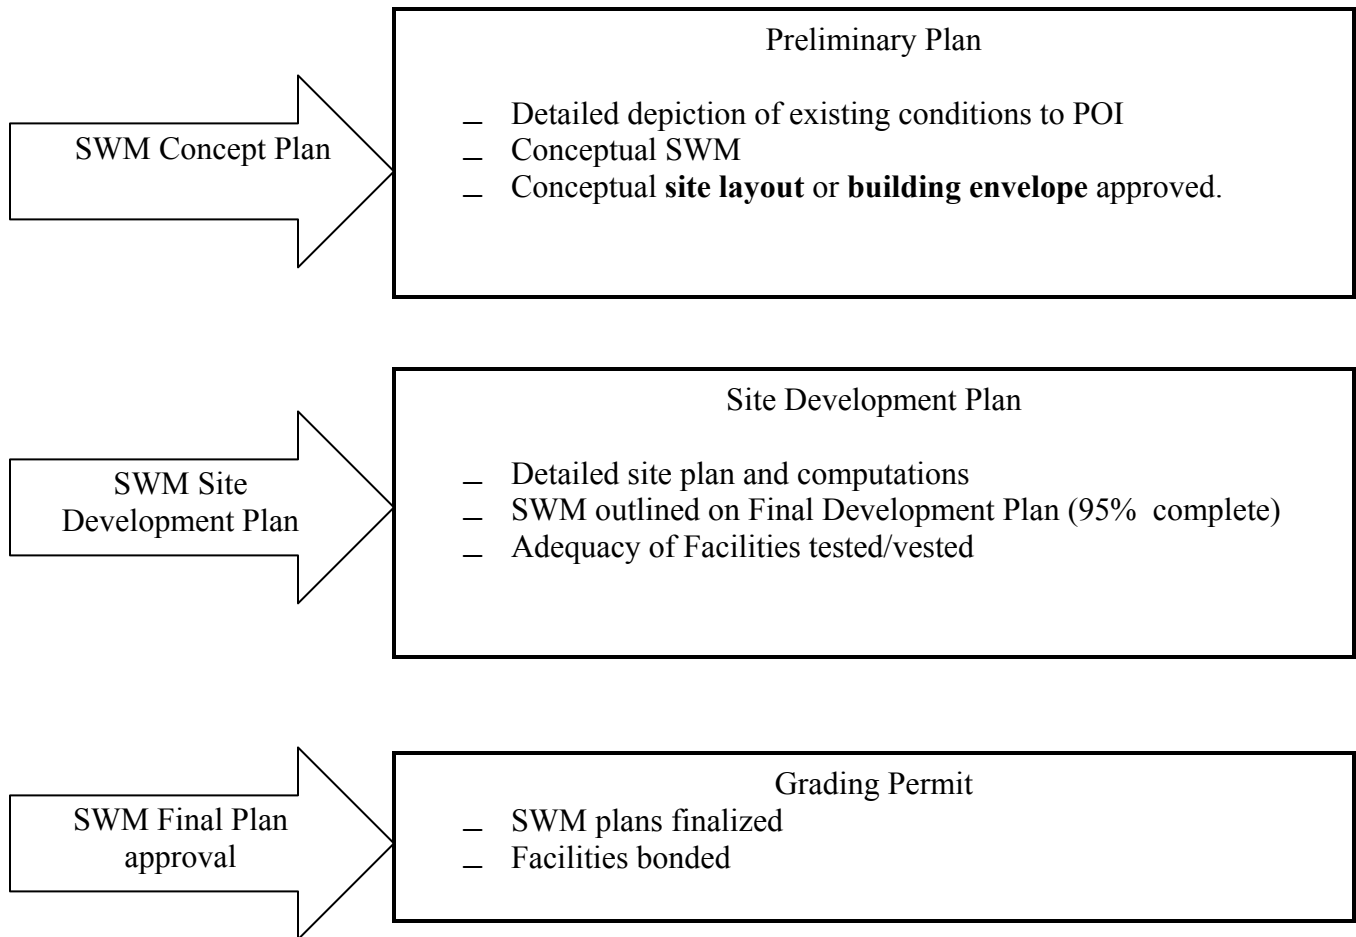 SWM Concept Plan
Preliminary Plan
_ Detailed depiction of existing conditions to POI
_ Conceptual SWM
_ Conceptual site layout or building envelope approved.
SWM Site
Development Plan
Site Development Plan
_ Detailed site plan and computations
_ SWM outlined on Final Development Plan (95%  complete)
_ Adequacy of Facilities tested/vested
SWM Final Plan
approval
Grading Permit
_ SWM plans finalized
_ Facilities bonded